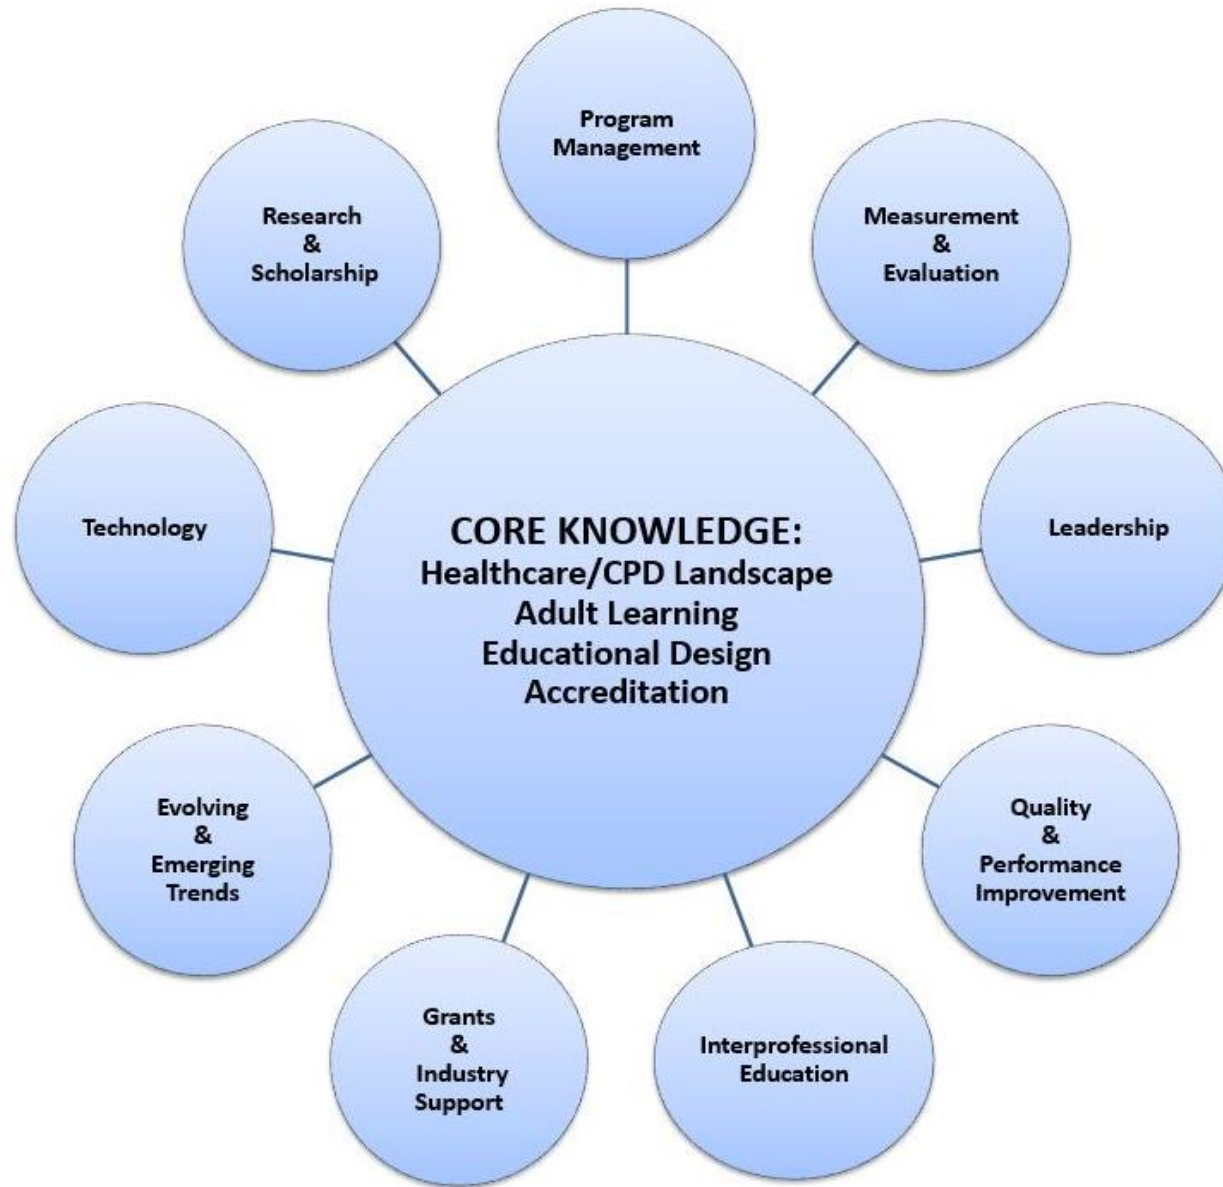 Program
Management
Measurement
&
Evaluation
Leadership
Quality
&
Performance
Improvement
Interprofessional
Education
Grants
&
Industry
Support
Evolving
&
Emerging
Trends
Technology
Research
&
Scholarship
CORE KNOWLEDGE:
Healthcare/CPD Landscape
Adult Learning
Educational Design
Accreditation